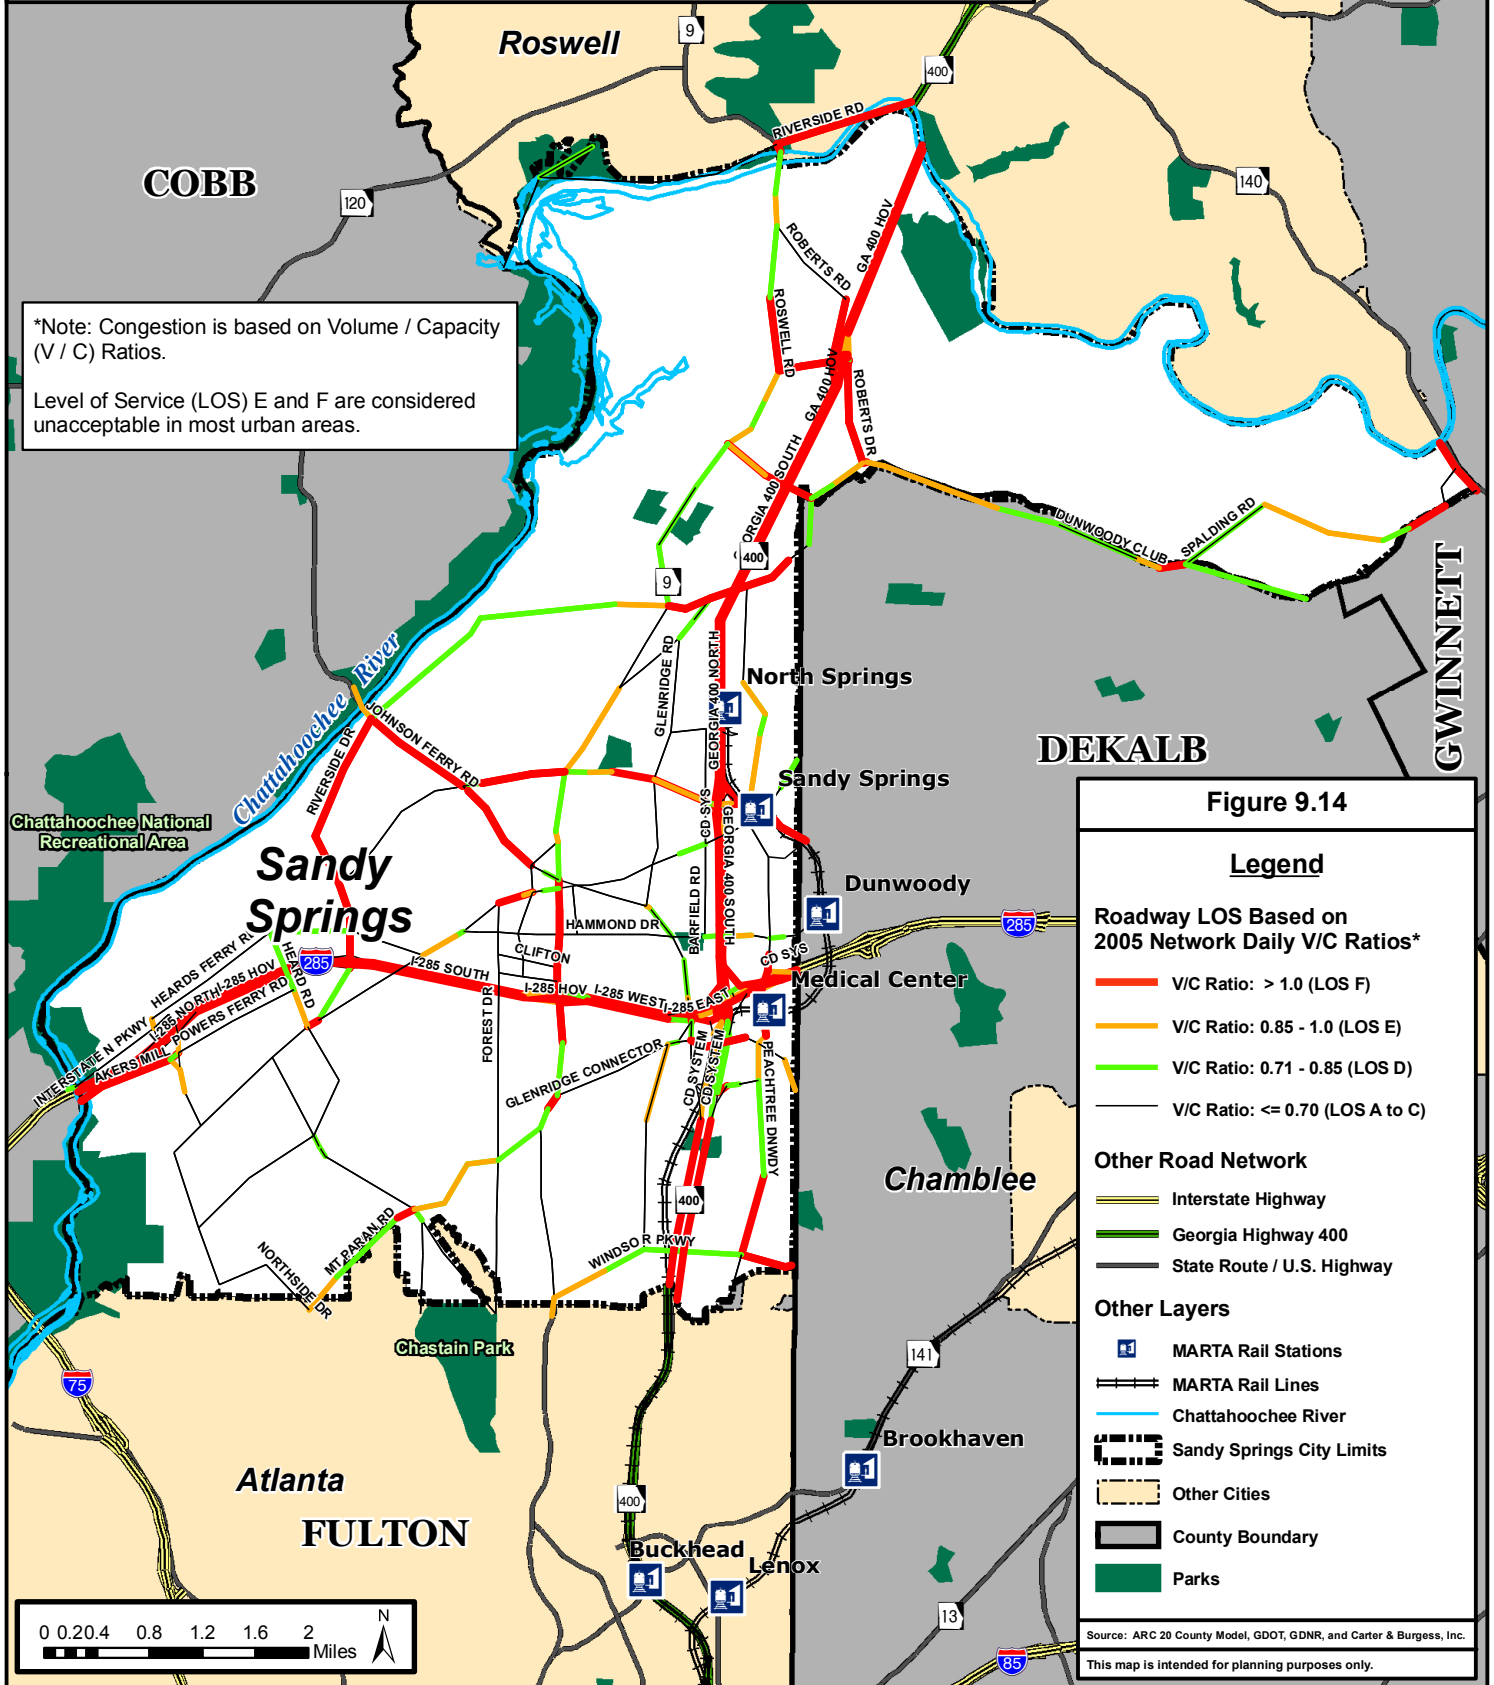 Roswell
9
400
RIVERSIDE RD
COBB
120
140
ROBERTS RD
GA 400 HOV
*Note: Congestion is based on Volume / Capacity
(V / C) Ratios.
Level of Service (LOS) E and F are considered
unacceptable in most urban areas.
ROSWELL RD
GA 400 HOV
ROBERTS DR
GEORGIA 400 SOUTH
400
9
DUNWOODY CLUB
SPALDING RD
GWINNETT
Chattahoochee River
GLENRIDGE RD
GEORGIA 400 NORTH
North Springs
JOHNSON FERRY RD
RIVERSIDE DR
DEKALB
Sandy Springs
CD SYS
GEORGIA 400 SOUTH
Chattahoochee National
Recreational Area
Sandy
Springs
BARFIELD RD
Dunwoody
HAMMOND DR
285
HEARDS FERRY RD
HEARD RD
285
CLIFTON
CD SYS
I-285 SOUTH
I-285 HOV
I-285 NORTH
I-285 HOV
I-285 WEST
I-285 EAST
Medical Center
INTERSTATE N PKWY
AKERS MILL
POWERS FERRY RD
FOREST DR
GLENRIDGE CONNECTOR
CD SYSTEM
CD SYSTEM
PEACHTREE DNWDY
Chamblee
400
MT PARAN RD
NORTHSIDE DR
WINDSOR PKWY
Chastain Park
75
141
Brookhaven
Atlanta
FULTON
400
Buckhead
Lenox
13
85
0 0.20.4 0.8 1.2 1.6 2
Miles
N
Figure 9.14
Legend
Roadway LOS Based on
2005 Network Daily V/C Ratios*
V/C Ratio: > 1.0 (LOS F)
V/C Ratio: 0.85 - 1.0 (LOS E)
V/C Ratio: 0.71 - 0.85 (LOS D)
V/C Ratio: <= 0.70 (LOS A to C)
Other Road Network
Interstate Highway
Georgia Highway 400
State Route / U.S. Highway
Other Layers
MARTA Rail Stations
MARTA Rail Lines
Chattahoochee River
Sandy Springs City Limits
Other Cities
County Boundary
Parks
Source: ARC 20 County Model, GDOT, GDNR, and Carter & Burgess, Inc.
This map is intended for planning purposes only.